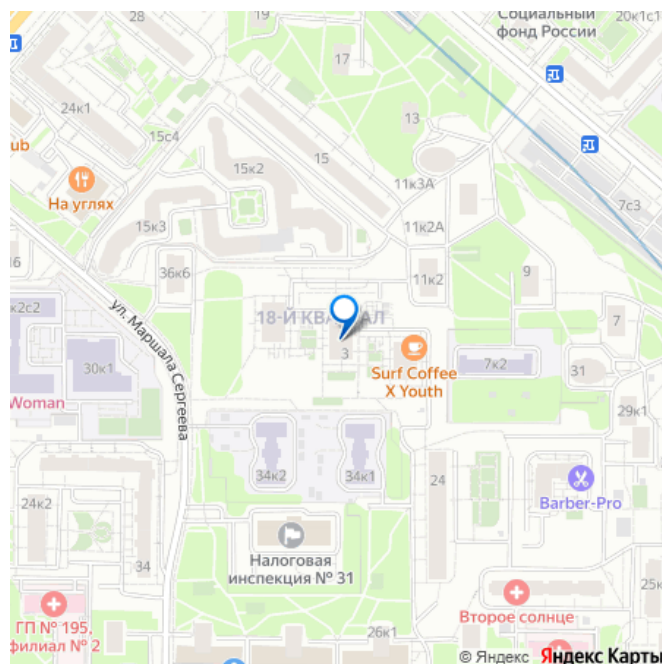 Социальный
фонд России
20к1с1
28
19
17
24к1
15с4
13
ub
На углях
15к2
15
11к3А
7с3
15к3
11к2А
16
36к6
11к2
9
к2с2
ул. Маршала Сергеева
18-Й КВАРТАЛ
7
3
30к1
Surf Coffee
X Youth
7к2
31
Woman
29к1
34к2
34к1
24
24к2
Barber-Pro
34
Налоговая
инспекция № 31
25к
ГП № 195,
филиал № 2
Второе солнце
26к1
© Яндекс Яндекс Карты